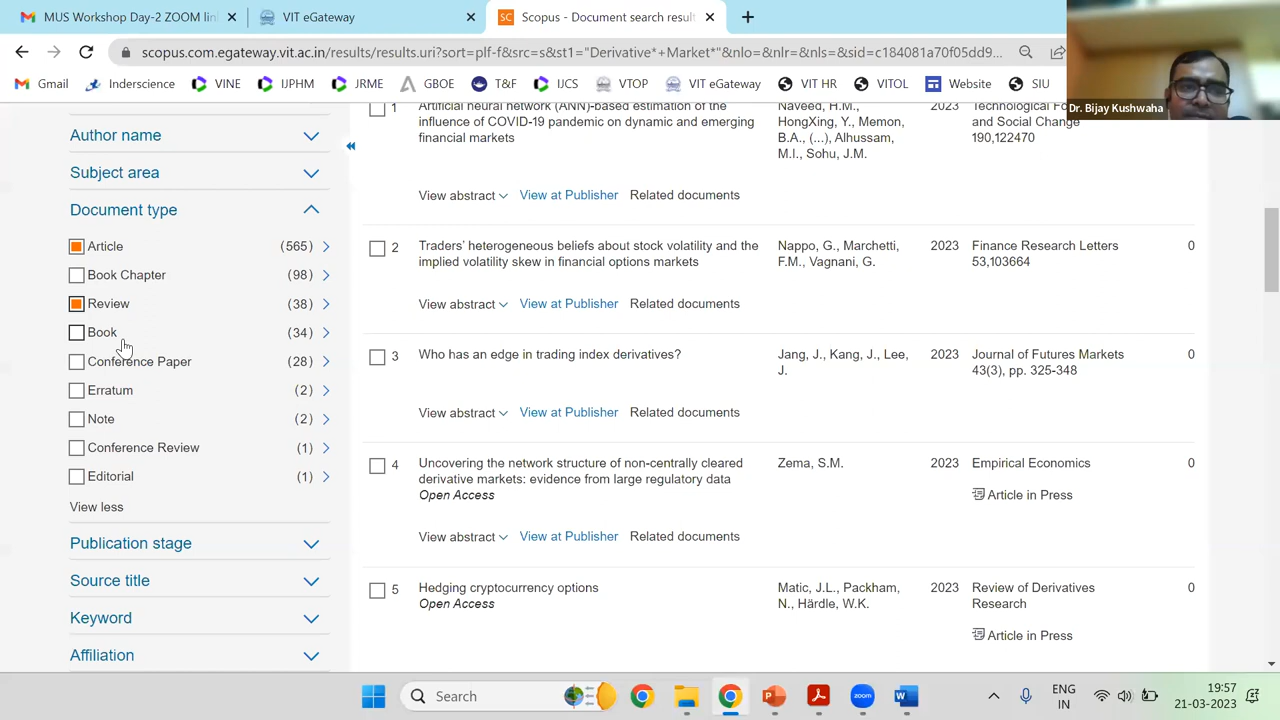 MUS Workshop Day-2 ZOOM lin
VIT eGateway
SC Scopus - Document search result
scopus.com.egateway.vit.ac.in/results/results.uri?sort=plf-f&src=s&st1="Derivative*+Market*"&nlo=&nlr=&nls=&sid=c184081a70f05dd9...
Gmail
Inderscience
VINE
IJPHM
JRME
GBOE
T&F
IJCS
VTOP
VIT eGateway
VIT HR
VITOL
Website
SIU
Dr. Bijay Kushwaha
Author name
Subject area
Document type
Article (565)
Book Chapter (98)
Review (38)
Book (34)
Conference Paper (28)
Erratum (2)
Note (2)
Conference Review (1)
Editorial (1)
View less
Publication stage
Source title
Keyword
Affiliation
1 Artificial neural network (ANN)-based estimation of the
influence of COVID-19 pandemic on dynamic and emerging
financial markets
Naveed, H.M.,
HongXing, Y., Memon,
B.A., (...), Alhussam,
M.I., Sohu, J.M.
2023
Technological Fo
and Social Change
190,122470
View abstract View at Publisher Related documents
2 Traders' heterogeneous beliefs about stock volatility and the
implied volatility skew in financial options markets
Nappo, G., Marchetti,
F.M., Vagnani, G.
2023
Finance Research Letters
53,103664
0
View abstract View at Publisher Related documents
3 Who has an edge in trading index derivatives?
Jang, J., Kang, J., Lee,
J.
2023
Journal of Futures Markets
43(3), pp. 325-348
0
View abstract View at Publisher Related documents
4 Uncovering the network structure of non-centrally cleared
derivative markets: evidence from large regulatory data
Open Access
Zema, S.M.
2023
Empirical Economics
Article in Press
0
View abstract View at Publisher Related documents
5 Hedging cryptocurrency options
Open Access
Matic, J.L., Packham,
N., Härdle, W.K.
2023
Review of Derivatives
Research
Article in Press
0
Search
zoom
ENG
IN
19:57
21-03-2023